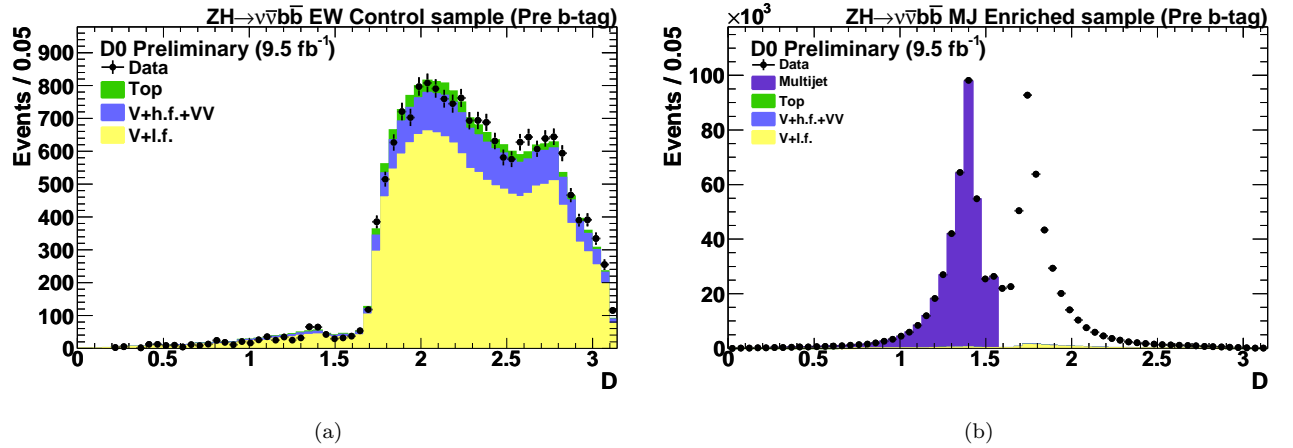 ZH→νν̄bb̄ EW Control sample (Pre b-tag)
Events / 0.05
D0 Preliminary (9.5 fb⁻¹)
Data
Top
V+h.f.+VV
V+l.f.
900
800
700
600
500
400
300
200
100
0
0 0.5 1 1.5 2 2.5 3
D
(a)
×10³ ZH→νν̄bb̄ MJ Enriched sample (Pre b-tag)
Events / 0.05
D0 Preliminary (9.5 fb⁻¹)
Data
Multijet
Top
V+h.f.+VV
V+l.f.
100
80
60
40
20
0
0 0.5 1 1.5 2 2.5 3
D
(b)